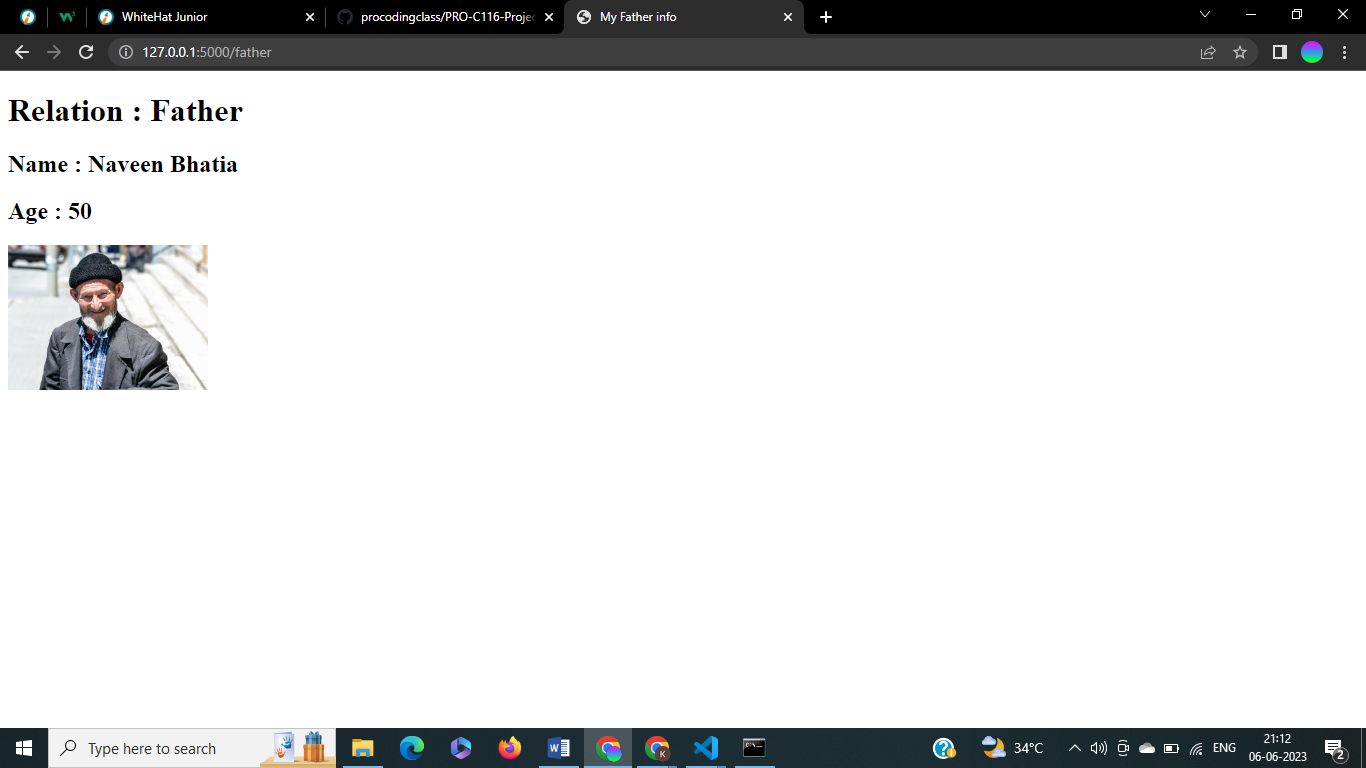 WhiteHat Junior
procodingclass/PRO-C116-Projec
My Father info
127.0.0.1:5000/father
Relation : Father
Name : Naveen Bhatia
Age : 50
Type here to search
34°C
ENG
21:12
06-06-2023
2